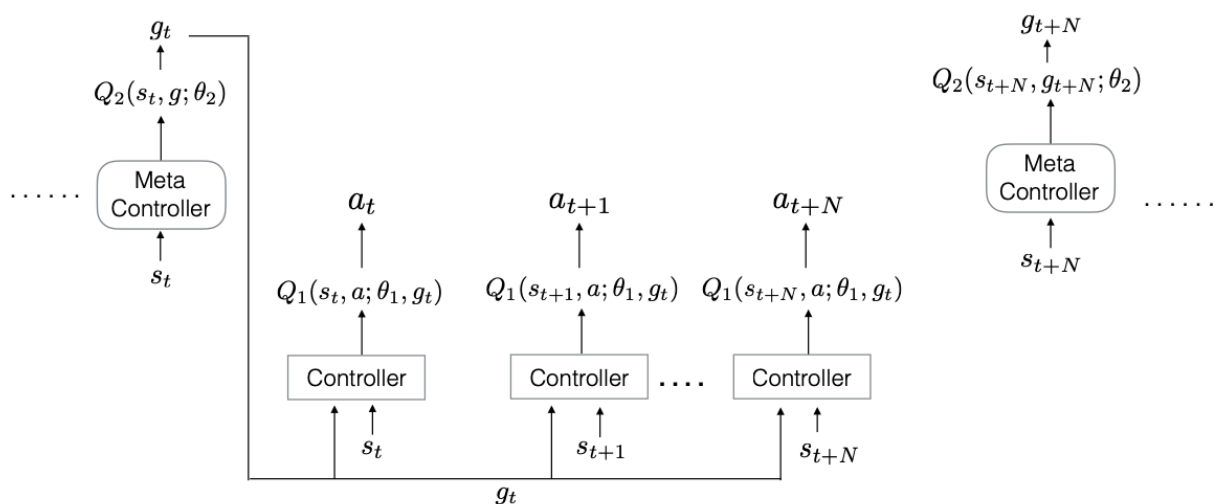 g_t
g_{t+N}
Q_2(s_t, g; θ_2)
Q_2(s_{t+N}, g_{t+N}; θ_2)
......
Meta
Controller
Meta
Controller
......
s_t
s_{t+N}
a_t
a_{t+1}
a_{t+N}
Q_1(s_t, a; θ_1, g_t)
Q_1(s_{t+1}, a; θ_1, g_t)
Q_1(s_{t+N}, a; θ_1, g_t)
Controller
Controller
....
Controller
s_t
s_{t+1}
s_{t+N}
g_t